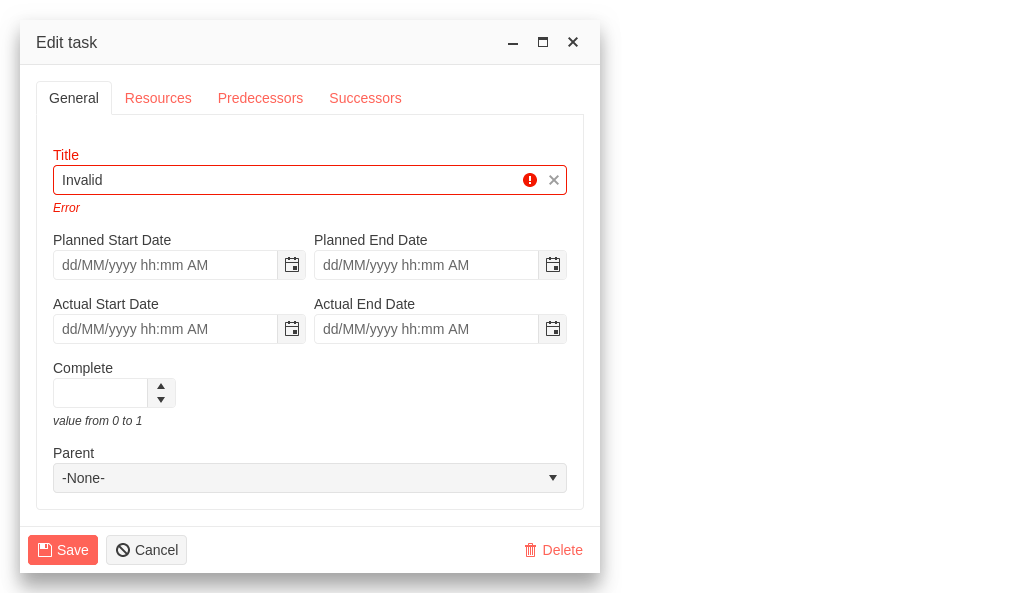 Edit task
General Resources Predecessors Successors
Title
Invalid
Error
Planned Start Date Planned End Date
dd/MM/yyyy hh:mm AM dd/MM/yyyy hh:mm AM
Actual Start Date Actual End Date
dd/MM/yyyy hh:mm AM dd/MM/yyyy hh:mm AM
Complete
value from 0 to 1
Parent
-None-
Save Cancel Delete